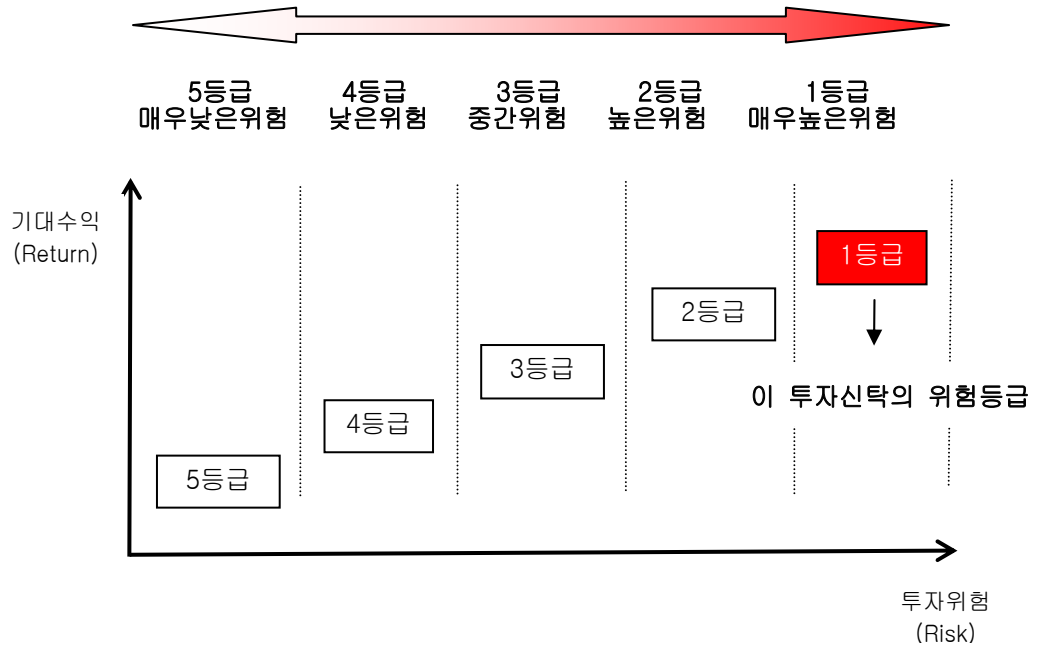 5등급 4등급 3등급 2등급 1등급
매우낮은위험 낮은위험 중간위험 높은위험 매우높은위험
기대수익
(Return)
1등급
2등급
3등급
이 투자신탁의 위험등급
4등급
5등급
투자위험
(Risk)